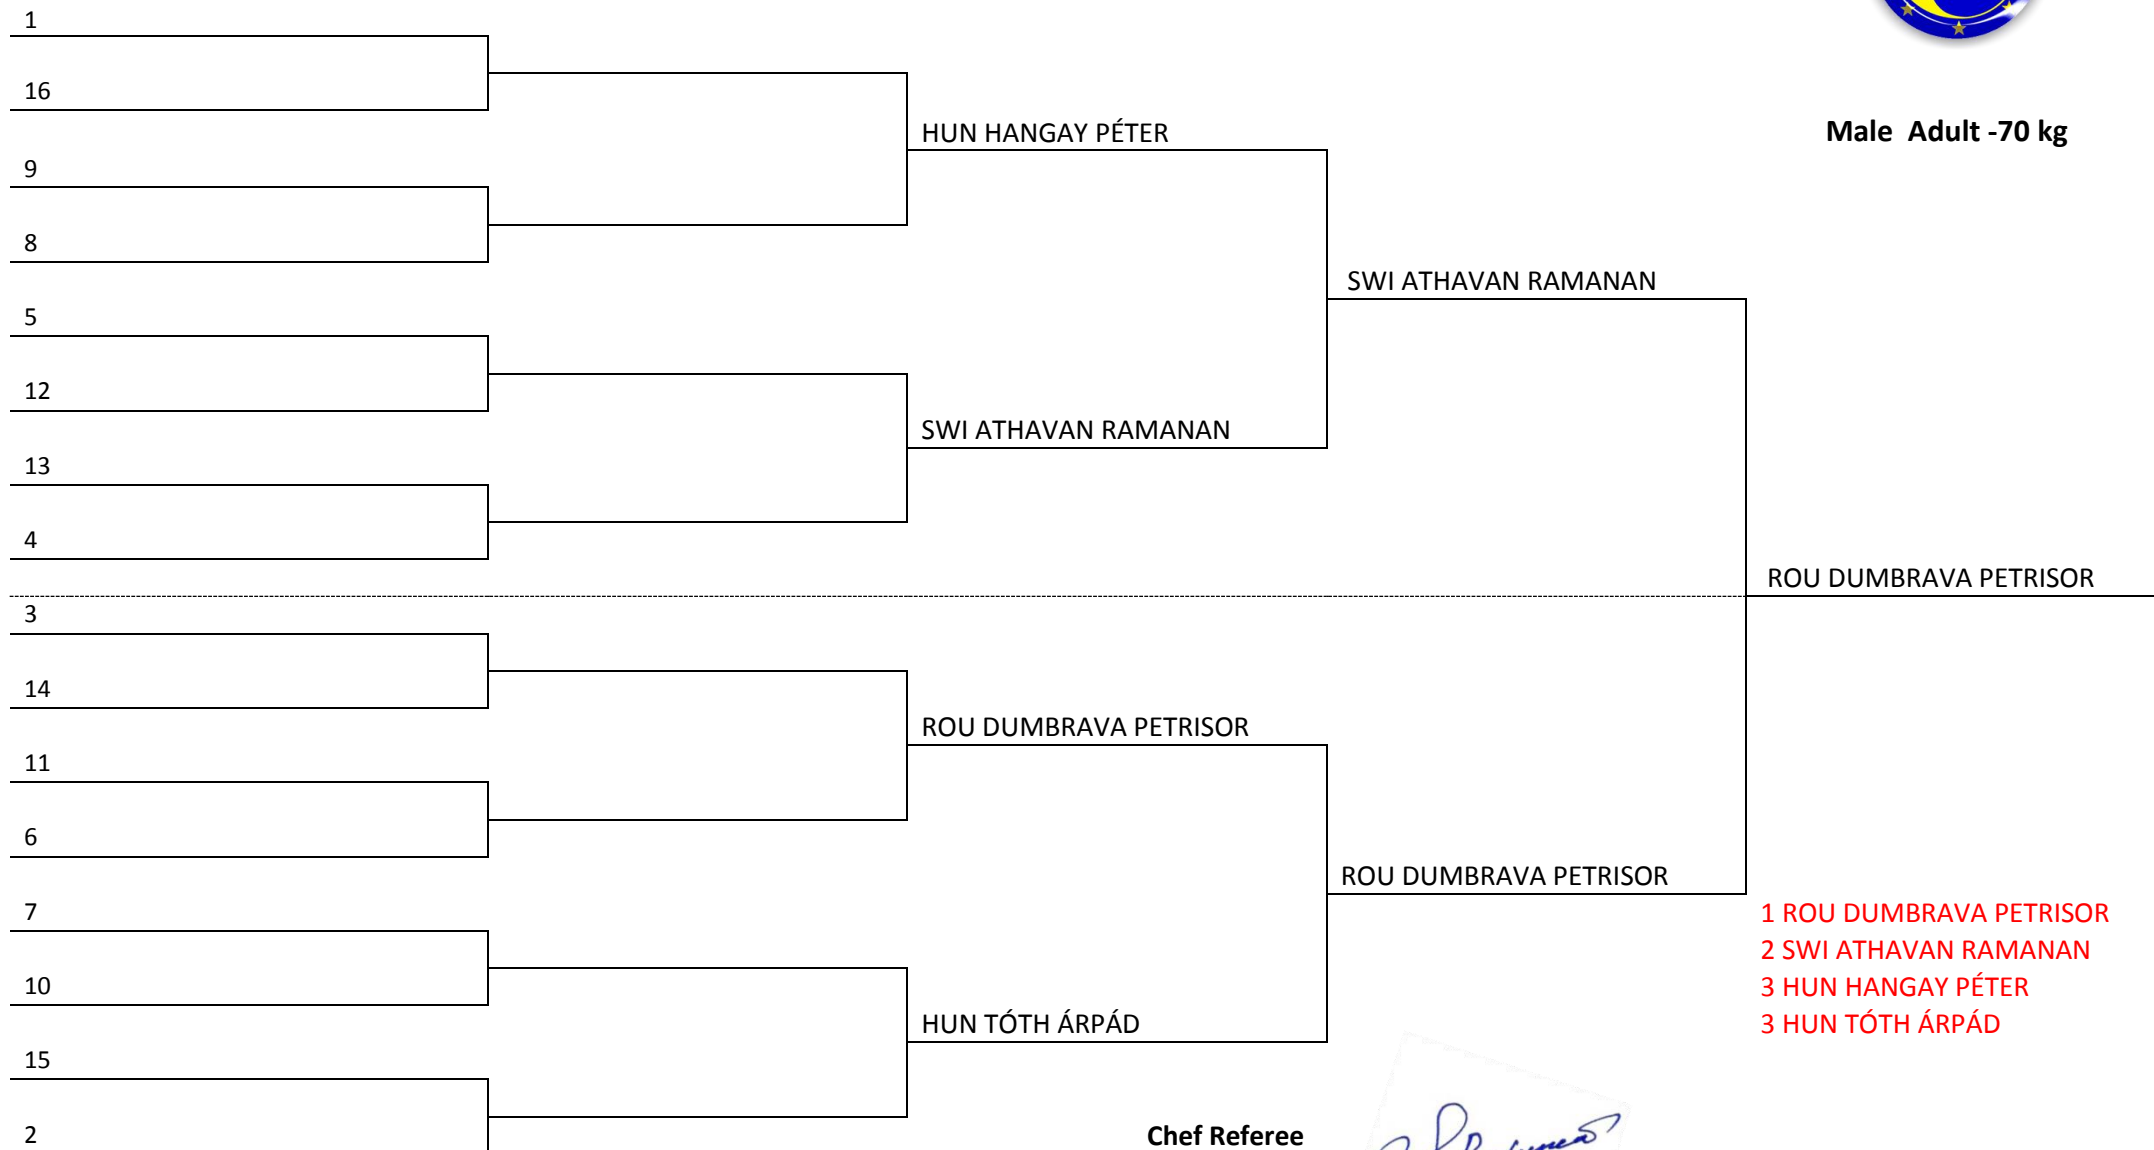 1
16
HUN HANGAY PÉTER
Male Adult -70 kg
9
8
SWI ATHAVAN RAMANAN
5
12
SWI ATHAVAN RAMANAN
13
4
ROU DUMBRAVA PETRISOR
3
14
ROU DUMBRAVA PETRISOR
11
6
ROU DUMBRAVA PETRISOR
7
1 ROU DUMBRAVA PETRISOR
2 SWI ATHAVAN RAMANAN
10
3 HUN HANGAY PÉTER
HUN TÓTH ÁRPÁD
3 HUN TÓTH ÁRPÁD
15
2
Chef Referee